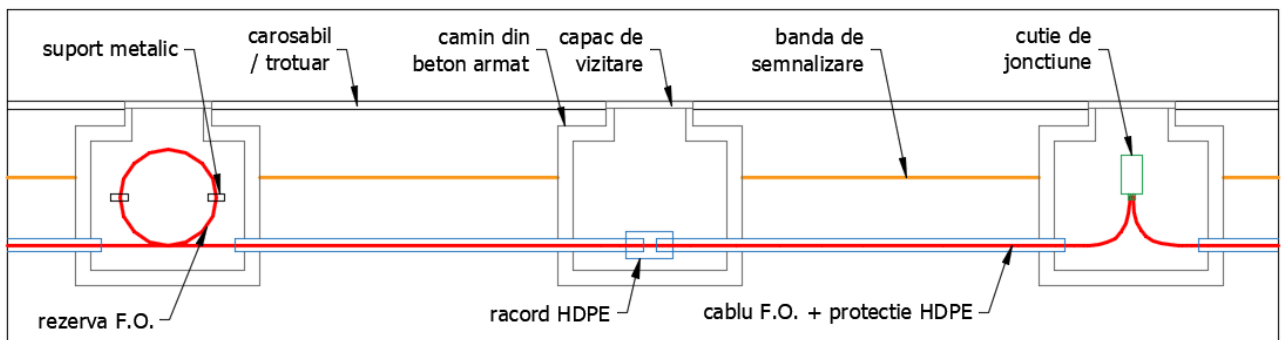 suport metalic
carosabil
/ trotuar
camin din
beton armat
capac de
vizitare
banda de
semnalizare
cutie de
jonctiune
rezerva F.O.
racord HDPE
cablu F.O. + protectie HDPE